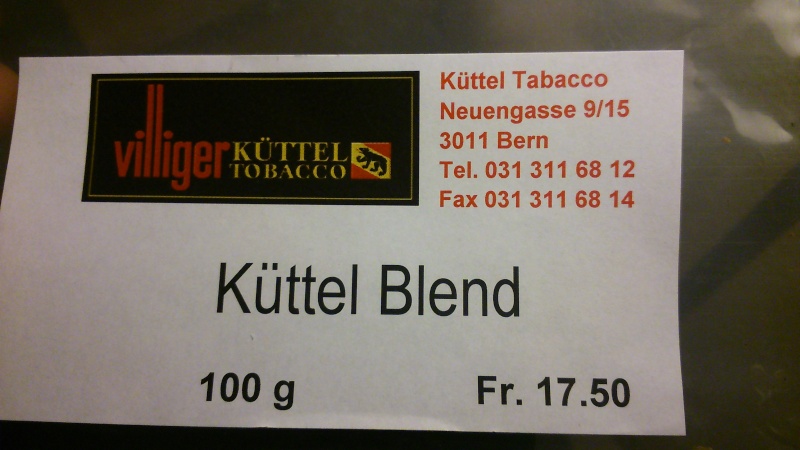 villiger KÜTTEL
TOBACCO
Küttel Tabacco
Neuengasse 9/15
3011 Bern
Tel. 031 311 68 12
Fax 031 311 68 14
Küttel Blend
100 g Fr. 17.50